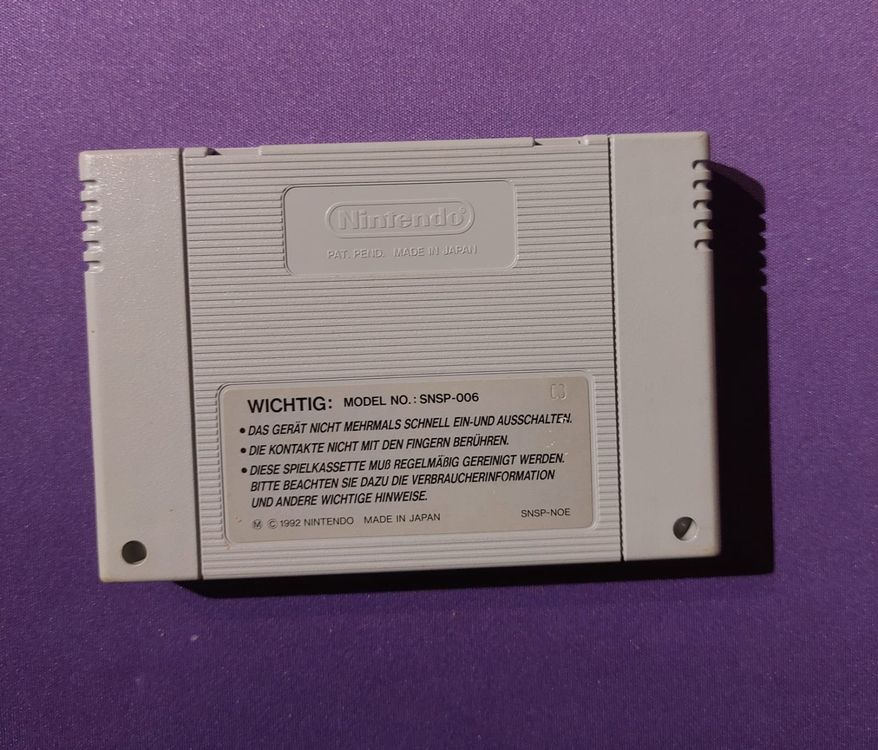 Nintendo®
PAT. PEND. MADE IN JAPAN
WICHTIG: MODEL NO.: SNSP-006
• DAS GERÄT NICHT MEHRMALS SCHNELL EIN-UND AUSSCHALTEN.
• DIE KONTAKTE NICHT MIT DEN FINGERN BERÜHREN.
• DIESE SPIELKASSETTE MUß REGELMÄßIG GEREINIGT WERDEN.
BITTE BEACHTEN SIE DAZU DIE VERBRAUCHERINFORMATION
UND ANDERE WICHTIGE HINWEISE.
Ⓜ © 1992 NINTENDO MADE IN JAPAN SNSP-NOE